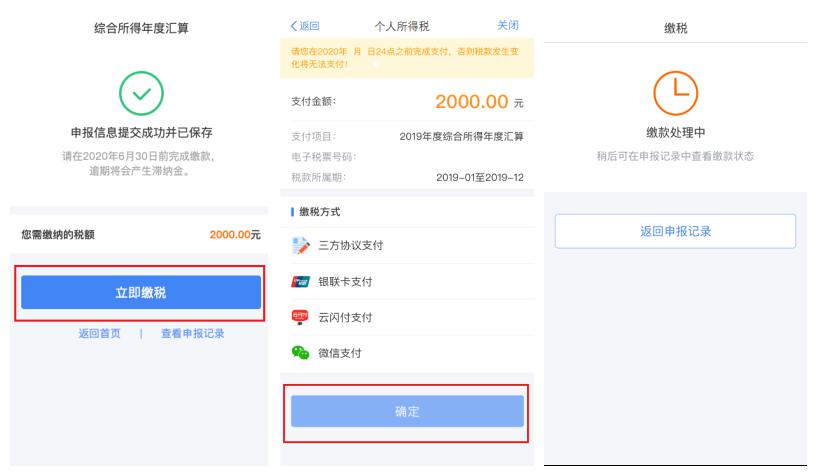 综合所得年度汇算
申报信息提交成功并已保存
请在2020年6月30日前完成缴款，
逾期将会产生滞纳金。
您需缴纳的税额 2000.00元
立即缴税
返回首页 | 查看申报记录
返回 个人所得税 关闭
请您在2020年 月 日24点之前完成支付，否则税款发生变
化将无法支付！
支付金额： 2000.00 元
支付项目： 2019年度综合所得年度汇算
电子税票号码：
税款所属期： 2019-01至2019-12
缴税方式
三方协议支付
银联卡支付
云闪付支付
微信支付
确定
缴税
缴款处理中
稍后可在申报记录中查看缴款状态
返回申报记录